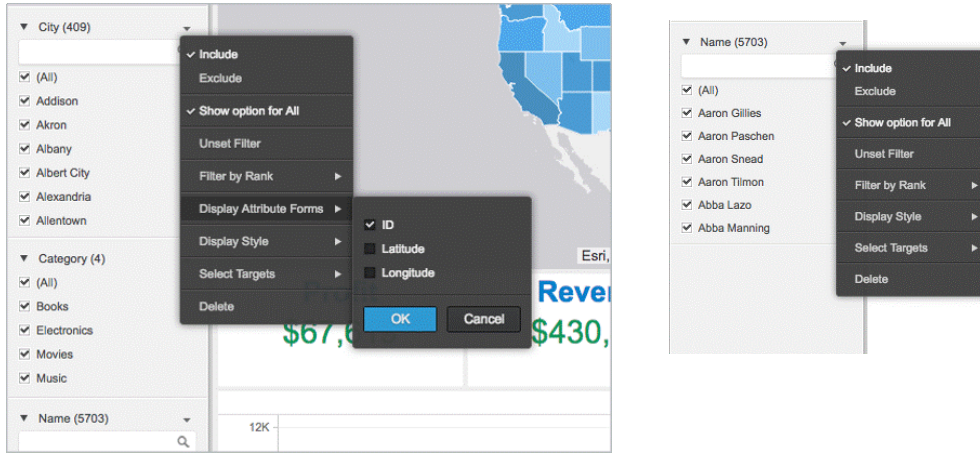 City (409)
(All)
Addison
Akron
Albany
Albert City
Alexandria
Allentown
Category (4)
(All)
Books
Electronics
Movies
Music
Name (5703)
Include
Exclude
Show option for All
Unset Filter
Filter by Rank
Display Attribute Forms
Display Style
Select Targets
Delete
ID
Latitude
Longitude
OK Cancel
Esri,
Profit
Reve
$67,6
$430,
12K
Name (5703)
(All)
Aaron Gillies
Aaron Paschen
Aaron Snead
Aaron Tilmon
Abba Lazo
Abba Manning
Include
Exclude
Show option for All
Unset Filter
Filter by Rank
Display Style
Select Targets
Delete